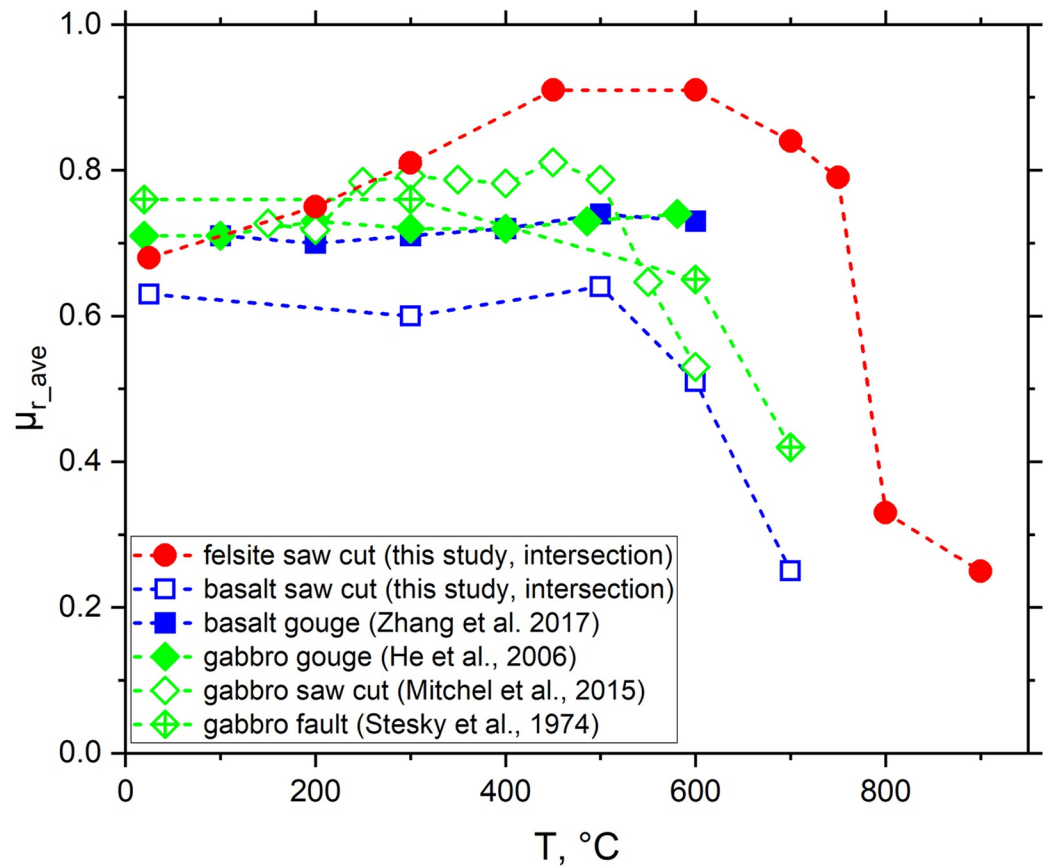 1.0
0.8
0.6
0.4
0.2
0.0
μr_ave
felsite saw cut (this study, intersection)
basalt saw cut (this study, intersection)
basalt gouge (Zhang et al. 2017)
gabbro gouge (He et al., 2006)
gabbro saw cut (Mitchel et al., 2015)
gabbro fault (Stesky et al., 1974)
0 200 400 600 800
T, °C